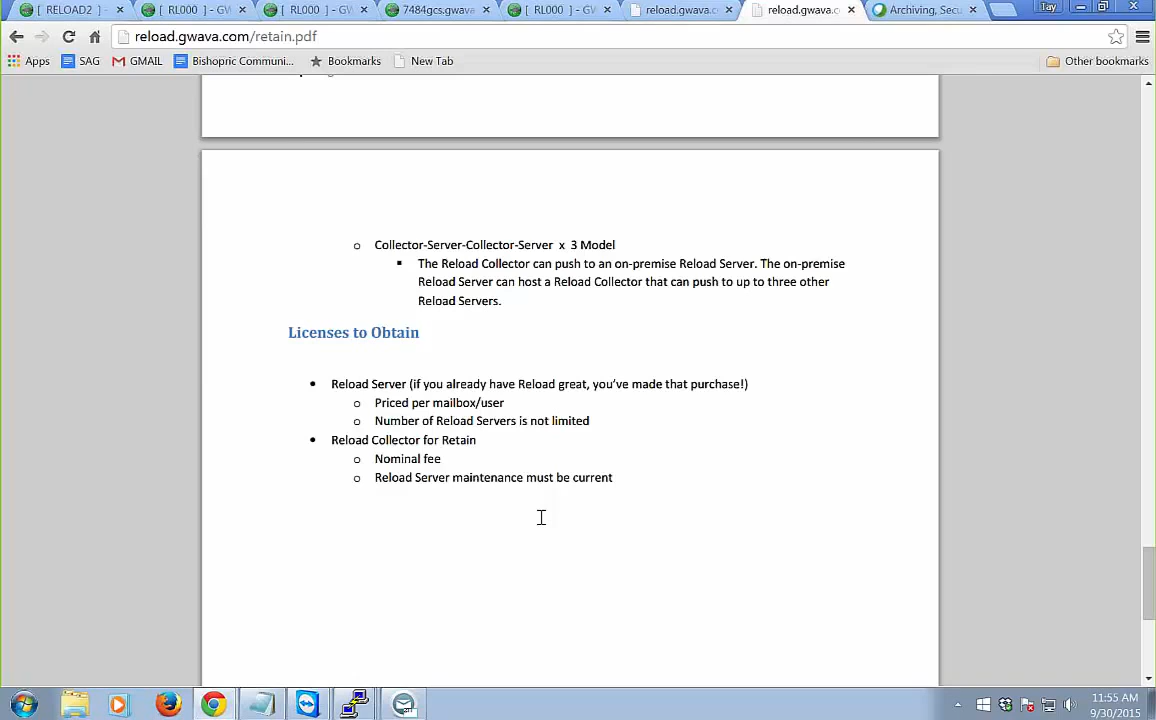 [ RELOAD2 ] -
[ RL000 ] - GW
[ RL000 ] - GW
7484gcs.gwava
[ RL000 ] - GW
reload.gwava.c
reload.gwava.c
Archiving, Secu
Tay
reload.gwava.com/retain.pdf
Apps
SAG
GMAIL
Bishopric Communi...
Bookmarks
New Tab
Other bookmarks
o Collector-Server-Collector-Server x 3 Model
▪ The Reload Collector can push to an on-premise Reload Server. The on-premise
Reload Server can host a Reload Collector that can push to up to three other
Reload Servers.
Licenses to Obtain
• Reload Server (if you already have Reload great, you've made that purchase!)
o Priced per mailbox/user
o Number of Reload Servers is not limited
• Reload Collector for Retain
o Nominal fee
o Reload Server maintenance must be current
11:55 AM
9/30/2015